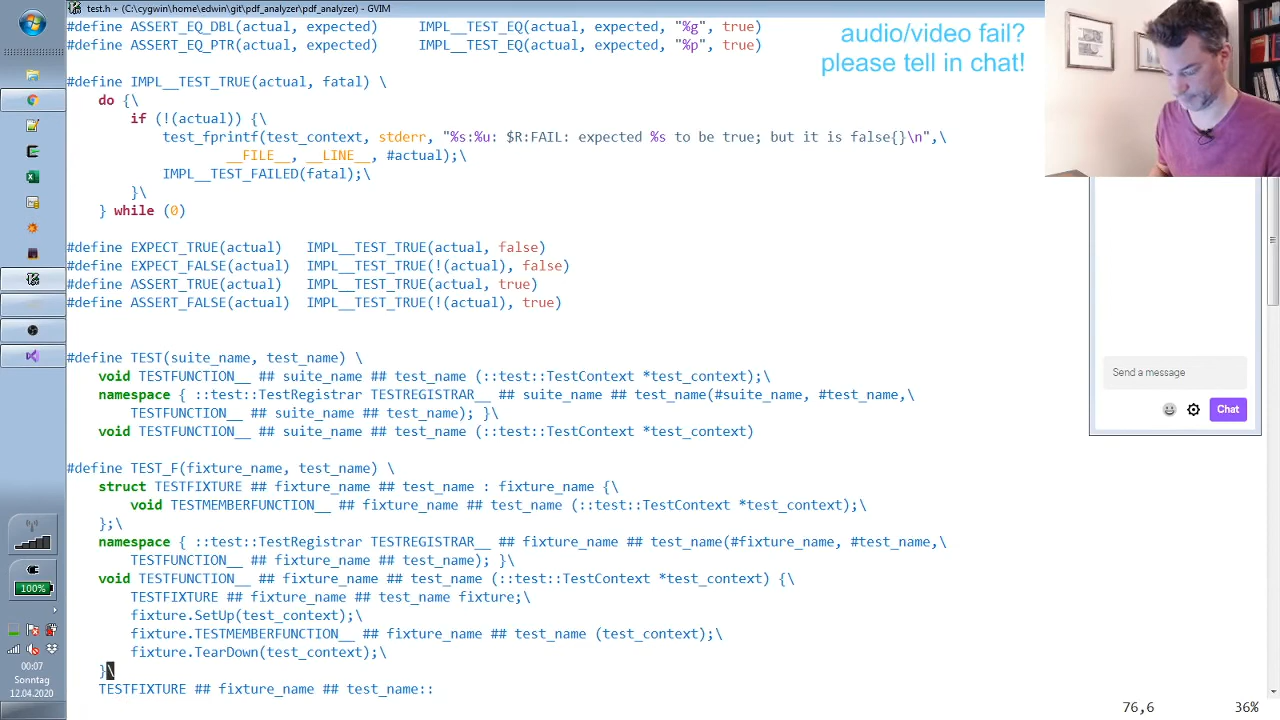 test.h + (C:\cygwin\home\edwin\git\pdf_analyzer\pdf_analyzer) - GVIM
#define ASSERT_EQ_DBL(actual, expected)     IMPL__TEST_EQ(actual, expected, "%g", true)
#define ASSERT_EQ_PTR(actual, expected)     IMPL__TEST_EQ(actual, expected, "%p", true)
audio/video fail?
please tell in chat!
#define IMPL__TEST_TRUE(actual, fatal) \
    do {\
        if (!(actual)) {\
            test_fprintf(test_context, stderr, "%s:%u: $R:FAIL: expected %s to be true; but it is false{}\n",\
                    __FILE__, __LINE__, #actual);\
            IMPL__TEST_FAILED(fatal);\
        }\
    } while (0)
#define EXPECT_TRUE(actual)   IMPL__TEST_TRUE(actual, false)
#define EXPECT_FALSE(actual)  IMPL__TEST_TRUE(!(actual), false)
#define ASSERT_TRUE(actual)   IMPL__TEST_TRUE(actual, true)
#define ASSERT_FALSE(actual)  IMPL__TEST_TRUE(!(actual), true)
#define TEST(suite_name, test_name) \
    void TESTFUNCTION__ ## suite_name ## test_name (::test::TestContext *test_context);\
    namespace { ::test::TestRegistrar TESTREGISTRAR__ ## suite_name ## test_name(#suite_name, #test_name,\
        TESTFUNCTION__ ## suite_name ## test_name); }\
    void TESTFUNCTION__ ## suite_name ## test_name (::test::TestContext *test_context)
#define TEST_F(fixture_name, test_name) \
    struct TESTFIXTURE ## fixture_name ## test_name : fixture_name {\
        void TESTMEMBERFUNCTION__ ## fixture_name ## test_name (::test::TestContext *test_context);\
    };\
    namespace { ::test::TestRegistrar TESTREGISTRAR__ ## fixture_name ## test_name(#fixture_name, #test_name,\
        TESTFUNCTION__ ## fixture_name ## test_name); }\
    void TESTFUNCTION__ ## fixture_name ## test_name (::test::TestContext *test_context) {\
        TESTFIXTURE ## fixture_name ## test_name fixture;\
        fixture.SetUp(test_context);\
        fixture.TESTMEMBERFUNCTION__ ## fixture_name ## test_name (test_context);\
        fixture.TearDown(test_context);\
    }\
    TESTFIXTURE ## fixture_name ## test_name::
76,6
36%
Send a message
Chat
100%
00:07
Sonntag
12.04.2020